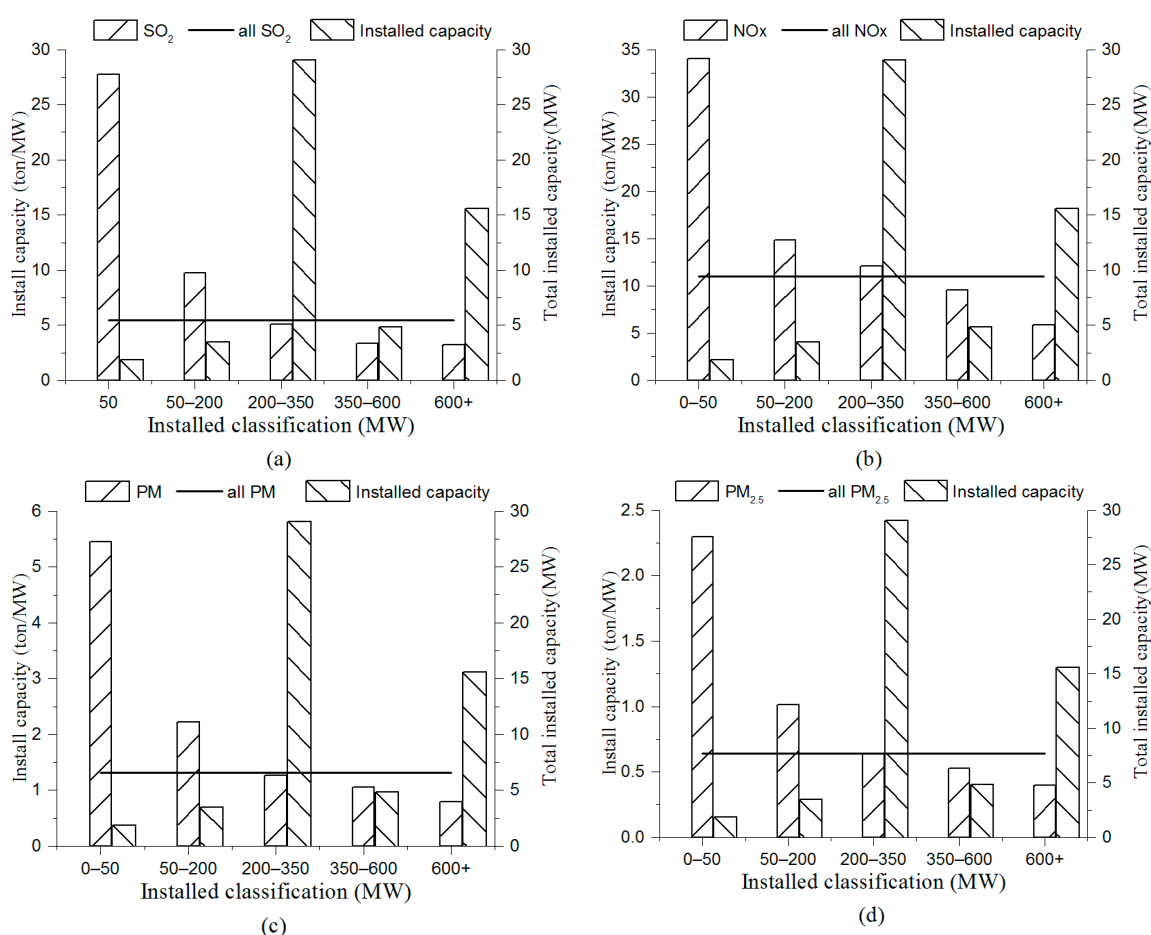 SO2 all SO2 Installed capacity
Install capacity (ton/MW)
30
25
20
15
10
5
0
Total installed capacity(MW)
30
25
20
15
10
5
0
50 50–200 200–350 350–600 600+
Installed classification (MW)
(a)
NOx all NOx Installed capacity
Install capacity (ton/MW)
35
30
25
20
15
10
5
0
Total installed capacity(MW)
30
25
20
15
10
5
0
0–50 50–200 200–350 350–600 600+
Installed classification (MW)
(b)
PM all PM Installed capacity
Install capacity (ton/MW)
6
5
4
3
2
1
0
Total installed capacity(MW)
30
25
20
15
10
5
0
0–50 50–200 200–350 350–600 600+
Installed classification (MW)
(c)
PM2.5 all PM2.5 Installed capacity
Install capacity (ton/MW)
2.5
2.0
1.5
1.0
0.5
0.0
Total installed capacity(MW)
30
25
20
15
10
5
0
0–50 50–200 200–350 350–600 600+
Installed classification (MW)
(d)